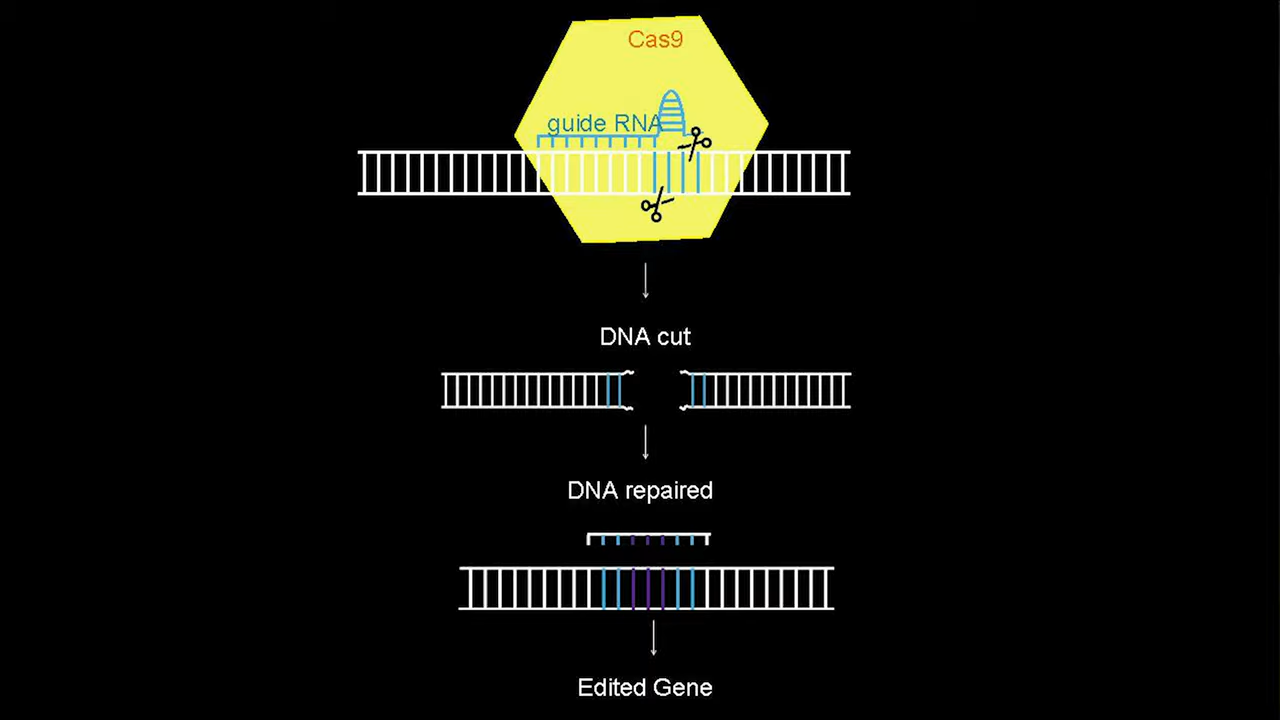 Cas9
guide RNA
DNA cut
DNA repaired
Edited Gene